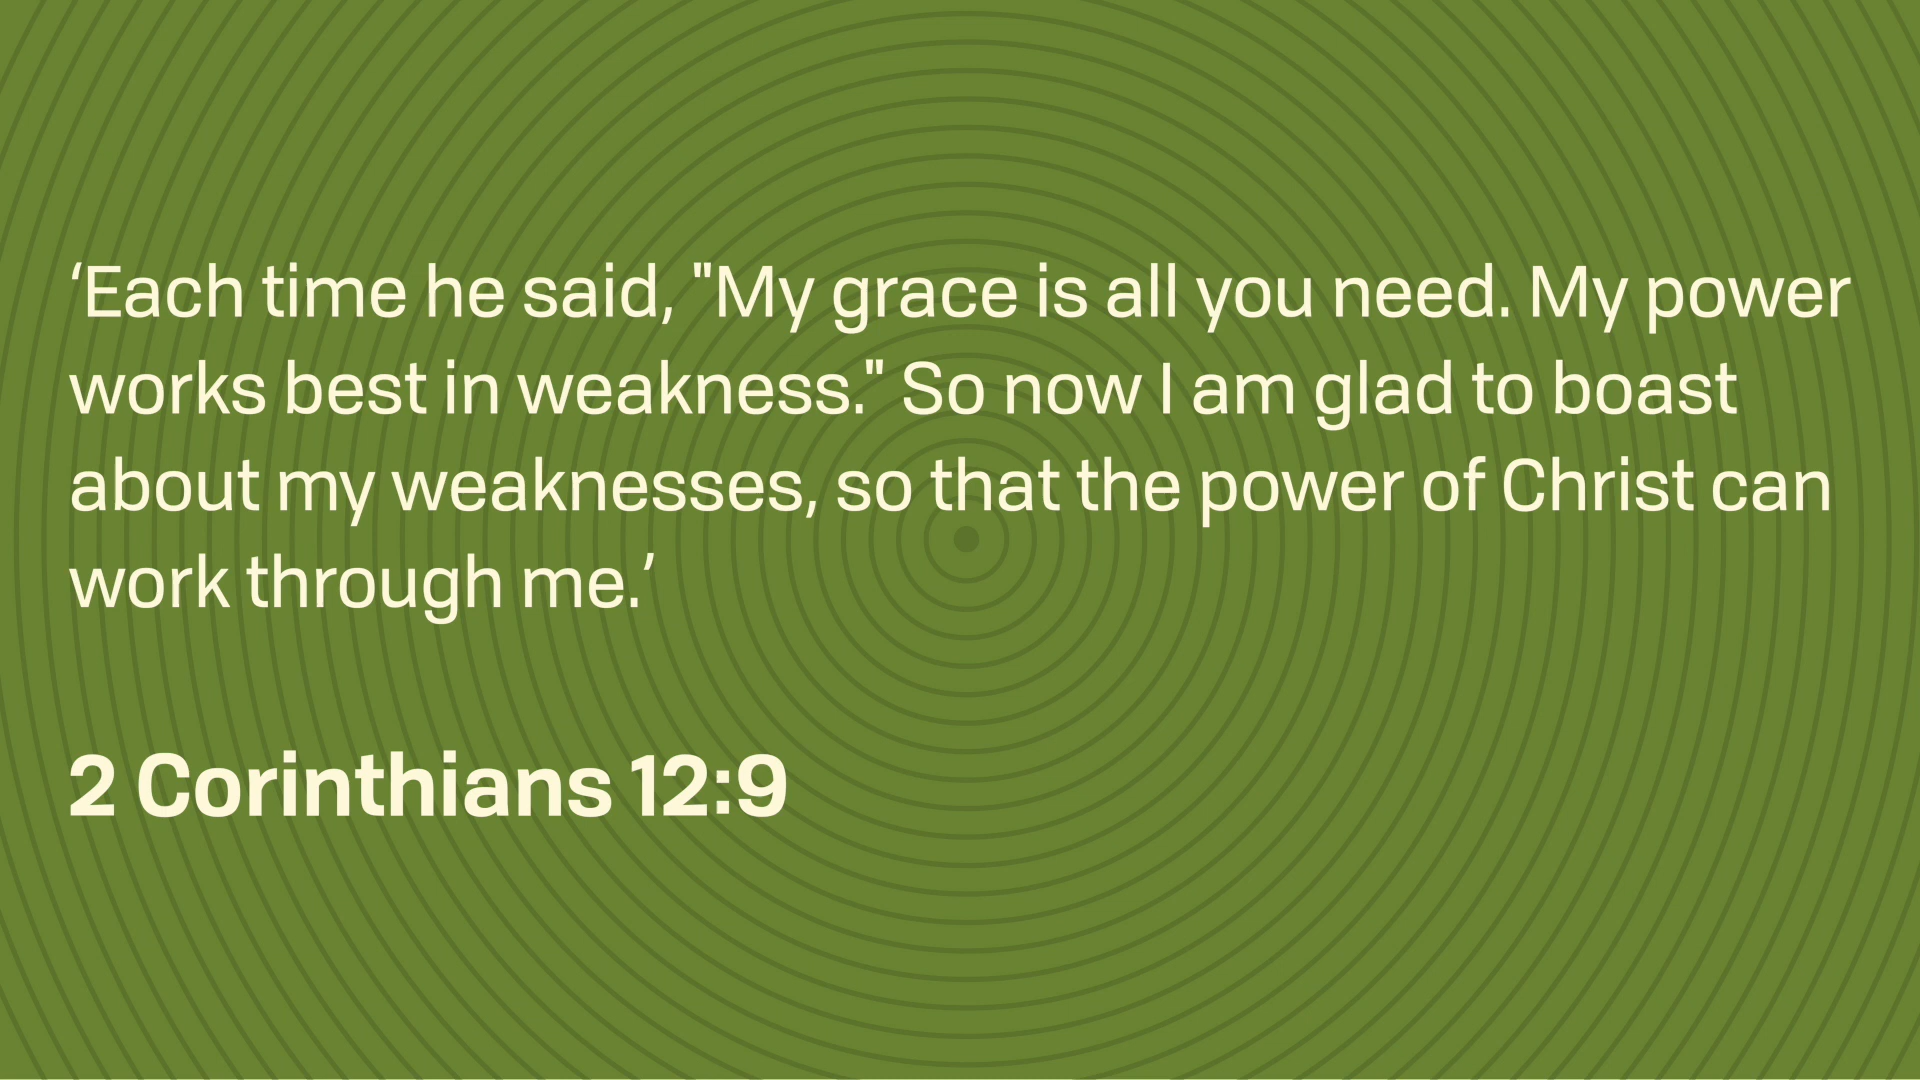 ‘Each time he said, "My grace is all you need. My power
works best in weakness." So now I am glad to boast
about my weaknesses, so that the power of Christ can
work through me.’
2 Corinthians 12:9